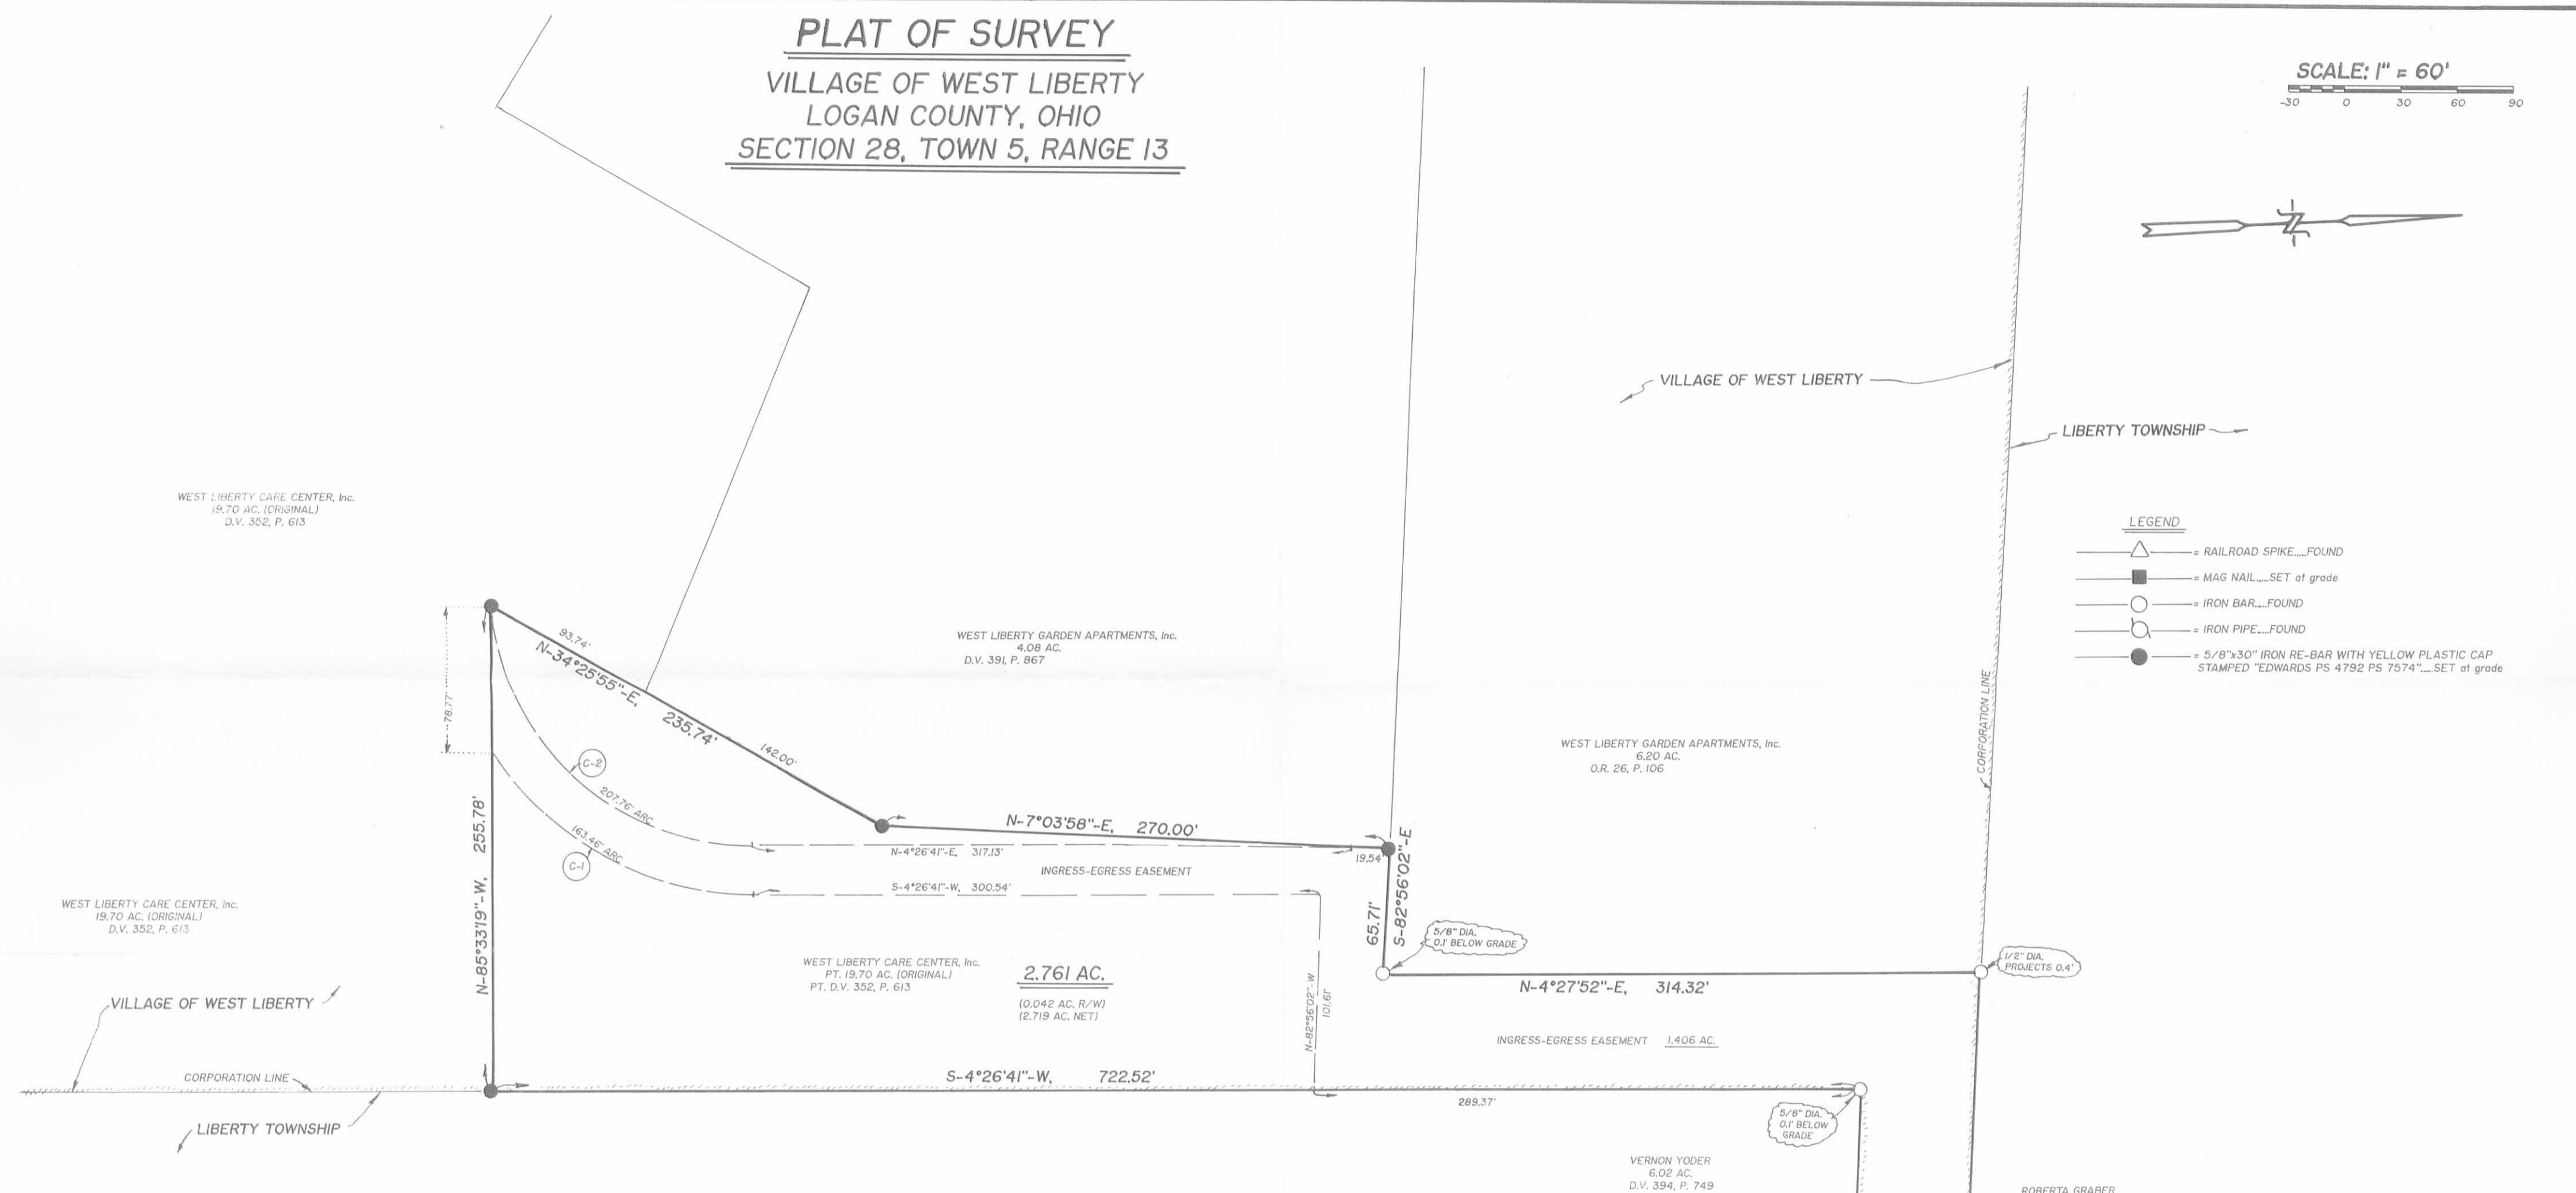 PLAT OF SURVEY
VILLAGE OF WEST LIBERTY
LOGAN COUNTY, OHIO
SECTION 28, TOWN 5, RANGE 13
SCALE: 1" = 60'
-30 0 30 60 90
VILLAGE OF WEST LIBERTY
LIBERTY TOWNSHIP
WEST LIBERTY CARE CENTER, Inc.
19.70 AC. (ORIGINAL)
D.V. 352, P. 613
LEGEND
= RAILROAD SPIKE.....FOUND
= MAG NAIL.....SET at grade
= IRON BAR.....FOUND
= IRON PIPE.....FOUND
= 5/8"x30" IRON RE-BAR WITH YELLOW PLASTIC CAP
STAMPED "EDWARDS PS 4792 PS 7574".....SET at grade
93.74'
N-34°25'55"-E, 235.74'
142.00'
WEST LIBERTY GARDEN APARTMENTS, Inc.
4.08 AC.
D.V. 391, P. 867
78.77'
C-2
207.76' ARC
163.46' ARC
C-1
N-85°33'19"-W, 255.78'
N-7°03'58"-E, 270.00'
N-4°26'41"-E, 317.13'
19.54'
INGRESS-EGRESS EASEMENT
S-4°26'41"-W, 300.54'
65.71'
S-82°56'02"-E
WEST LIBERTY GARDEN APARTMENTS, Inc.
6.20 AC.
O.R. 26, P. 106
CORPORATION LINE
5/8" DIA.
0.1' BELOW GRADE
1/2" DIA.
PROJECTS 0.4'
N-4°27'52"-E, 314.32'
WEST LIBERTY CARE CENTER, Inc.
19.70 AC. (ORIGINAL)
D.V. 352, P. 613
WEST LIBERTY CARE CENTER, Inc.
PT. 19.70 AC. (ORIGINAL)
PT. D.V. 352, P. 613
2.761 AC.
(0.042 AC. R/W)
(2.719 AC. NET)
N-82°56'02"-W
101.61'
INGRESS-EGRESS EASEMENT 1.406 AC.
VILLAGE OF WEST LIBERTY
CORPORATION LINE
LIBERTY TOWNSHIP
S-4°26'41"-W, 722.52'
289.37'
5/8" DIA.
0.1' BELOW
GRADE
VERNON YODER
6.02 AC.
D.V. 394, P. 749
ROBERTA GRABER